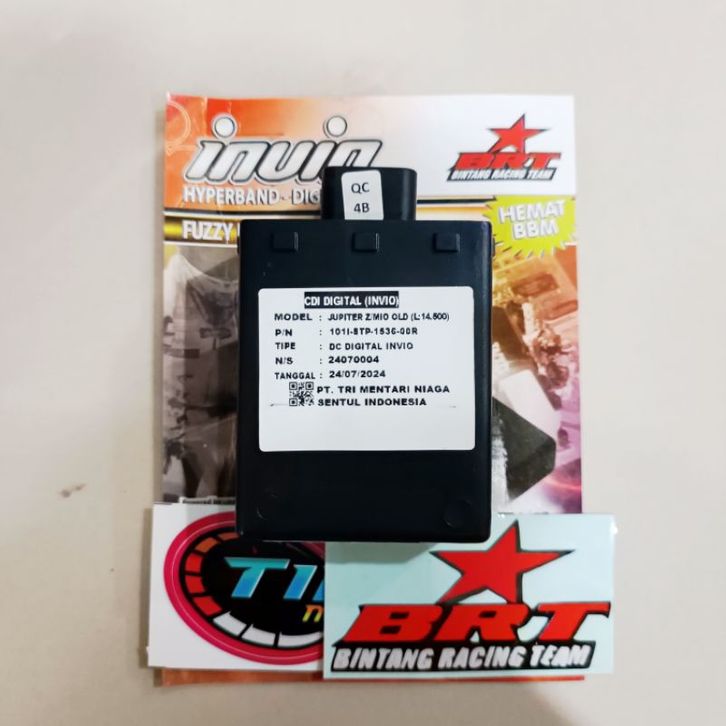 invio
BRT
BINTANG RACING TEAM
HYPERBAND-DIG
QC
4B
HEMAT
BBM
FUZZY
CDI DIGITAL (INVIO)
MODEL : JUPITER Z/MIO OLD (L:14.500)
P/N : 101I-5TP-1536-00R
TIPE : DC DIGITAL INVIO
N/S : 24070004
TANGGAL : 24/07/2024
PT. TRI MENTARI NIAGA
SENTUL INDONESIA
BRT
BINTANG RACING TEAM